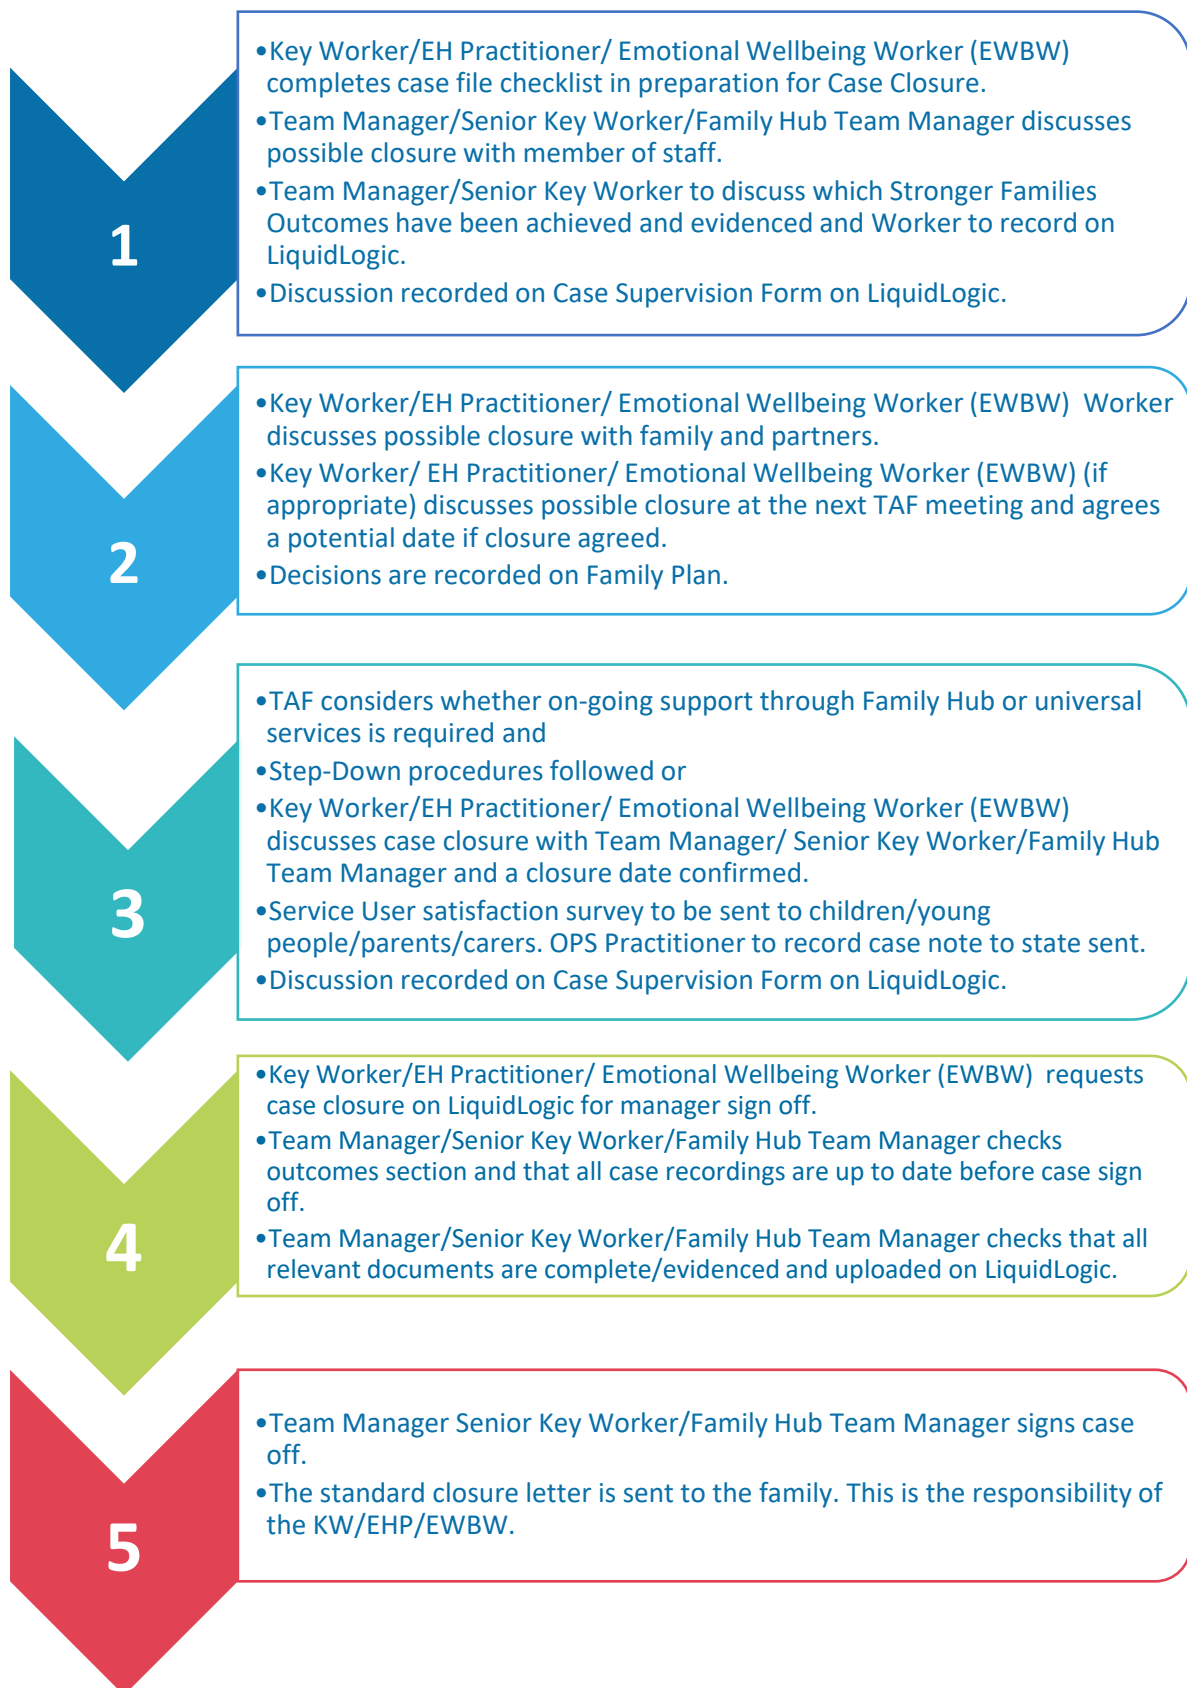 •Key Worker/EH Practitioner/ Emotional Wellbeing Worker (EWBW)
completes case file checklist in preparation for Case Closure.
•Team Manager/Senior Key Worker/Family Hub Team Manager discusses
possible closure with member of staff.
•Team Manager/Senior Key Worker to discuss which Stronger Families
Outcomes have been achieved and evidenced and Worker to record on
LiquidLogic.
•Discussion recorded on Case Supervision Form on LiquidLogic.
1
•Key Worker/EH Practitioner/ Emotional Wellbeing Worker (EWBW)  Worker
discusses possible closure with family and partners.
•Key Worker/ EH Practitioner/ Emotional Wellbeing Worker (EWBW) (if
appropriate) discusses possible closure at the next TAF meeting and agrees
a potential date if closure agreed.
•Decisions are recorded on Family Plan.
2
•TAF considers whether on-going support through Family Hub or universal
services is required and
•Step-Down procedures followed or
•Key Worker/EH Practitioner/ Emotional Wellbeing Worker (EWBW)
discusses case closure with Team Manager/ Senior Key Worker/Family Hub
Team Manager and a closure date confirmed.
•Service User satisfaction survey to be sent to children/young
people/parents/carers. OPS Practitioner to record case note to state sent.
•Discussion recorded on Case Supervision Form on LiquidLogic.
3
•Key Worker/EH Practitioner/ Emotional Wellbeing Worker (EWBW)  requests
case closure on LiquidLogic for manager sign off.
•Team Manager/Senior Key Worker/Family Hub Team Manager checks
outcomes section and that all case recordings are up to date before case sign
off.
•Team Manager/Senior Key Worker/Family Hub Team Manager checks that all
relevant documents are complete/evidenced and uploaded on LiquidLogic.
4
•Team Manager Senior Key Worker/Family Hub Team Manager signs case
off.
•The standard closure letter is sent to the family. This is the responsibility of
the KW/EHP/EWBW.
5